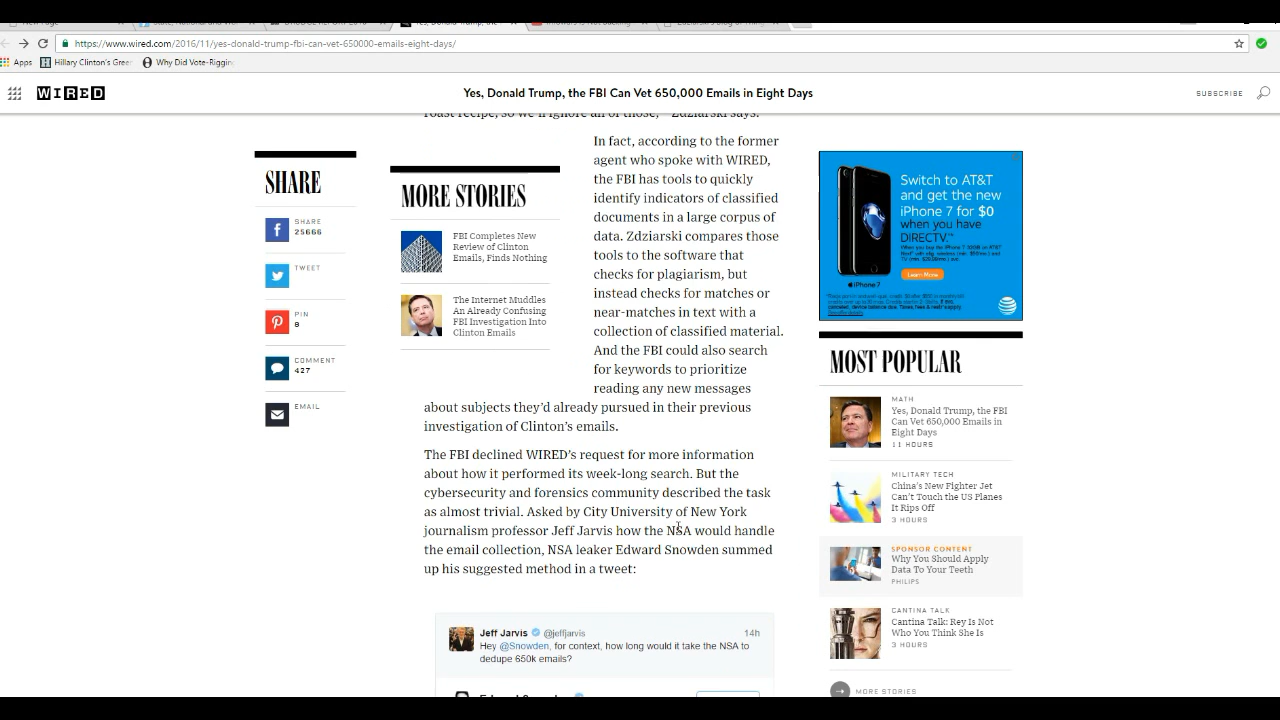 https://www.wired.com/2016/11/yes-donald-trump-fbi-can-vet-650000-emails-eight-days/
Apps
Hillary Clinton's Gree
Why Did Vote-Riggin
WIRED
Yes, Donald Trump, the FBI Can Vet 650,000 Emails in Eight Days
SUBSCRIBE
roast recipe, so we'll ignore all of those," Zdziarski says.
SHARE
SHARE
25666
TWEET
PIN
8
COMMENT
427
EMAIL
MORE STORIES
FBI Completes New
Review of Clinton
Emails, Finds Nothing
The Internet Muddles
An Already Confusing
FBI Investigation Into
Clinton Emails
In fact, according to the former
agent who spoke with WIRED,
the FBI has tools to quickly
identify indicators of classified
documents in a large corpus of
data. Zdziarski compares those
tools to the software that
checks for plagiarism, but
instead checks for matches or
near-matches in text with a
collection of classified material.
And the FBI could also search
for keywords to prioritize
reading any new messages
about subjects they'd already pursued in their previous
investigation of Clinton's emails.
The FBI declined WIRED's request for more information
about how it performed its week-long search. But the
cybersecurity and forensics community described the task
as almost trivial. Asked by City University of New York
journalism professor Jeff Jarvis how the NSA would handle
the email collection, NSA leaker Edward Snowden summed
up his suggested method in a tweet:
Jeff Jarvis @jeffjarvis 14h
Hey @Snowden, for context, how long would it take the NSA to
dedupe 650k emails?
Switch to AT&T
and get the new
iPhone 7 for $0
when you have
DIRECTV.
Learn More
iPhone 7
MOST POPULAR
MATH
Yes, Donald Trump, the FBI
Can Vet 650,000 Emails in
Eight Days
11 HOURS
MILITARY TECH
China's New Fighter Jet
Can't Touch the US Planes
It Rips Off
3 HOURS
SPONSOR CONTENT
Why You Should Apply
Data To Your Teeth
PHILIPS
CANTINA TALK
Cantina Talk: Rey Is Not
Who You Think She Is
3 HOURS
MORE STORIES